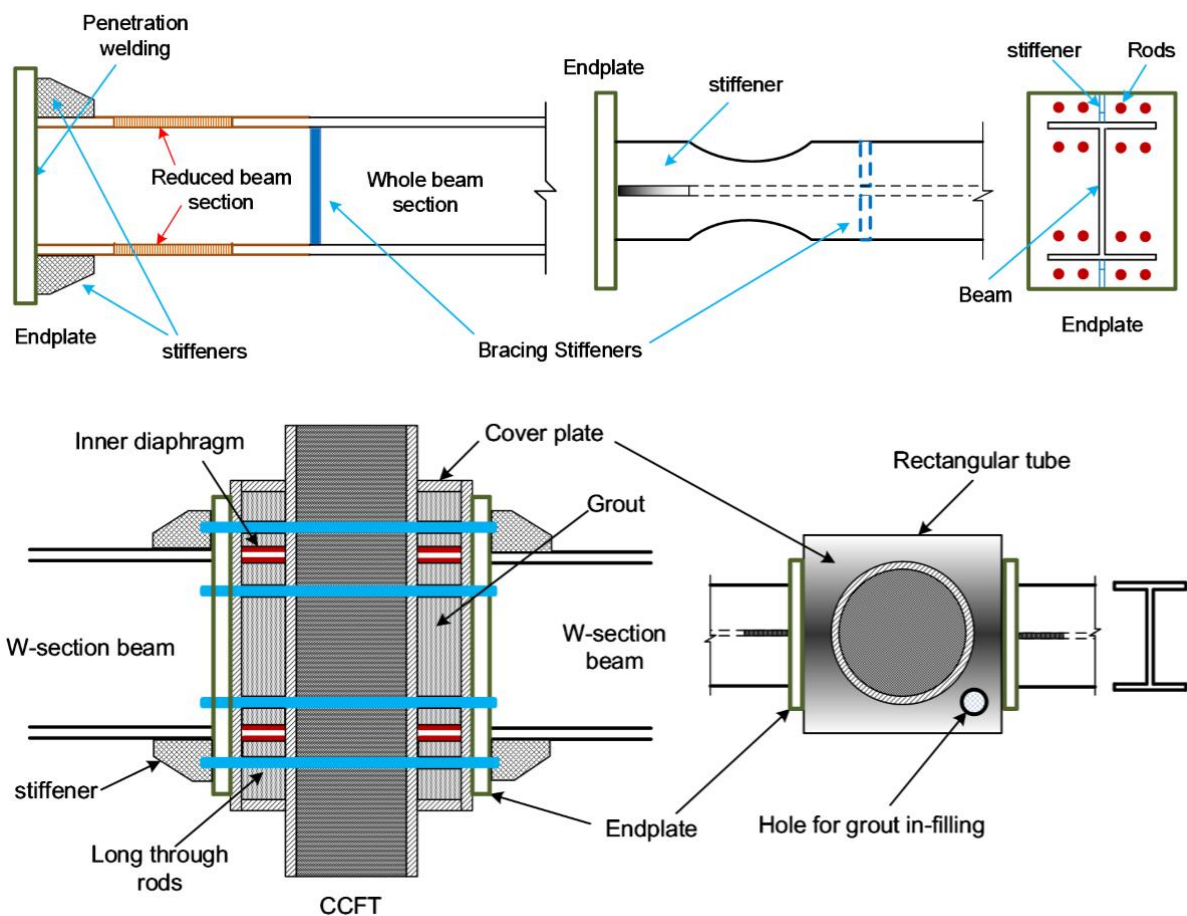 Penetration
welding
Endplate
stiffener
stiffener
Rods
Reduced beam
section
Whole beam
section
Beam
Endplate
stiffeners
Bracing Stiffeners
Endplate
Inner diaphragm
Cover plate
Rectangular tube
Grout
W-section beam
W-section
beam
stiffener
Endplate
Hole for grout in-filling
Long through
rods
CCFT